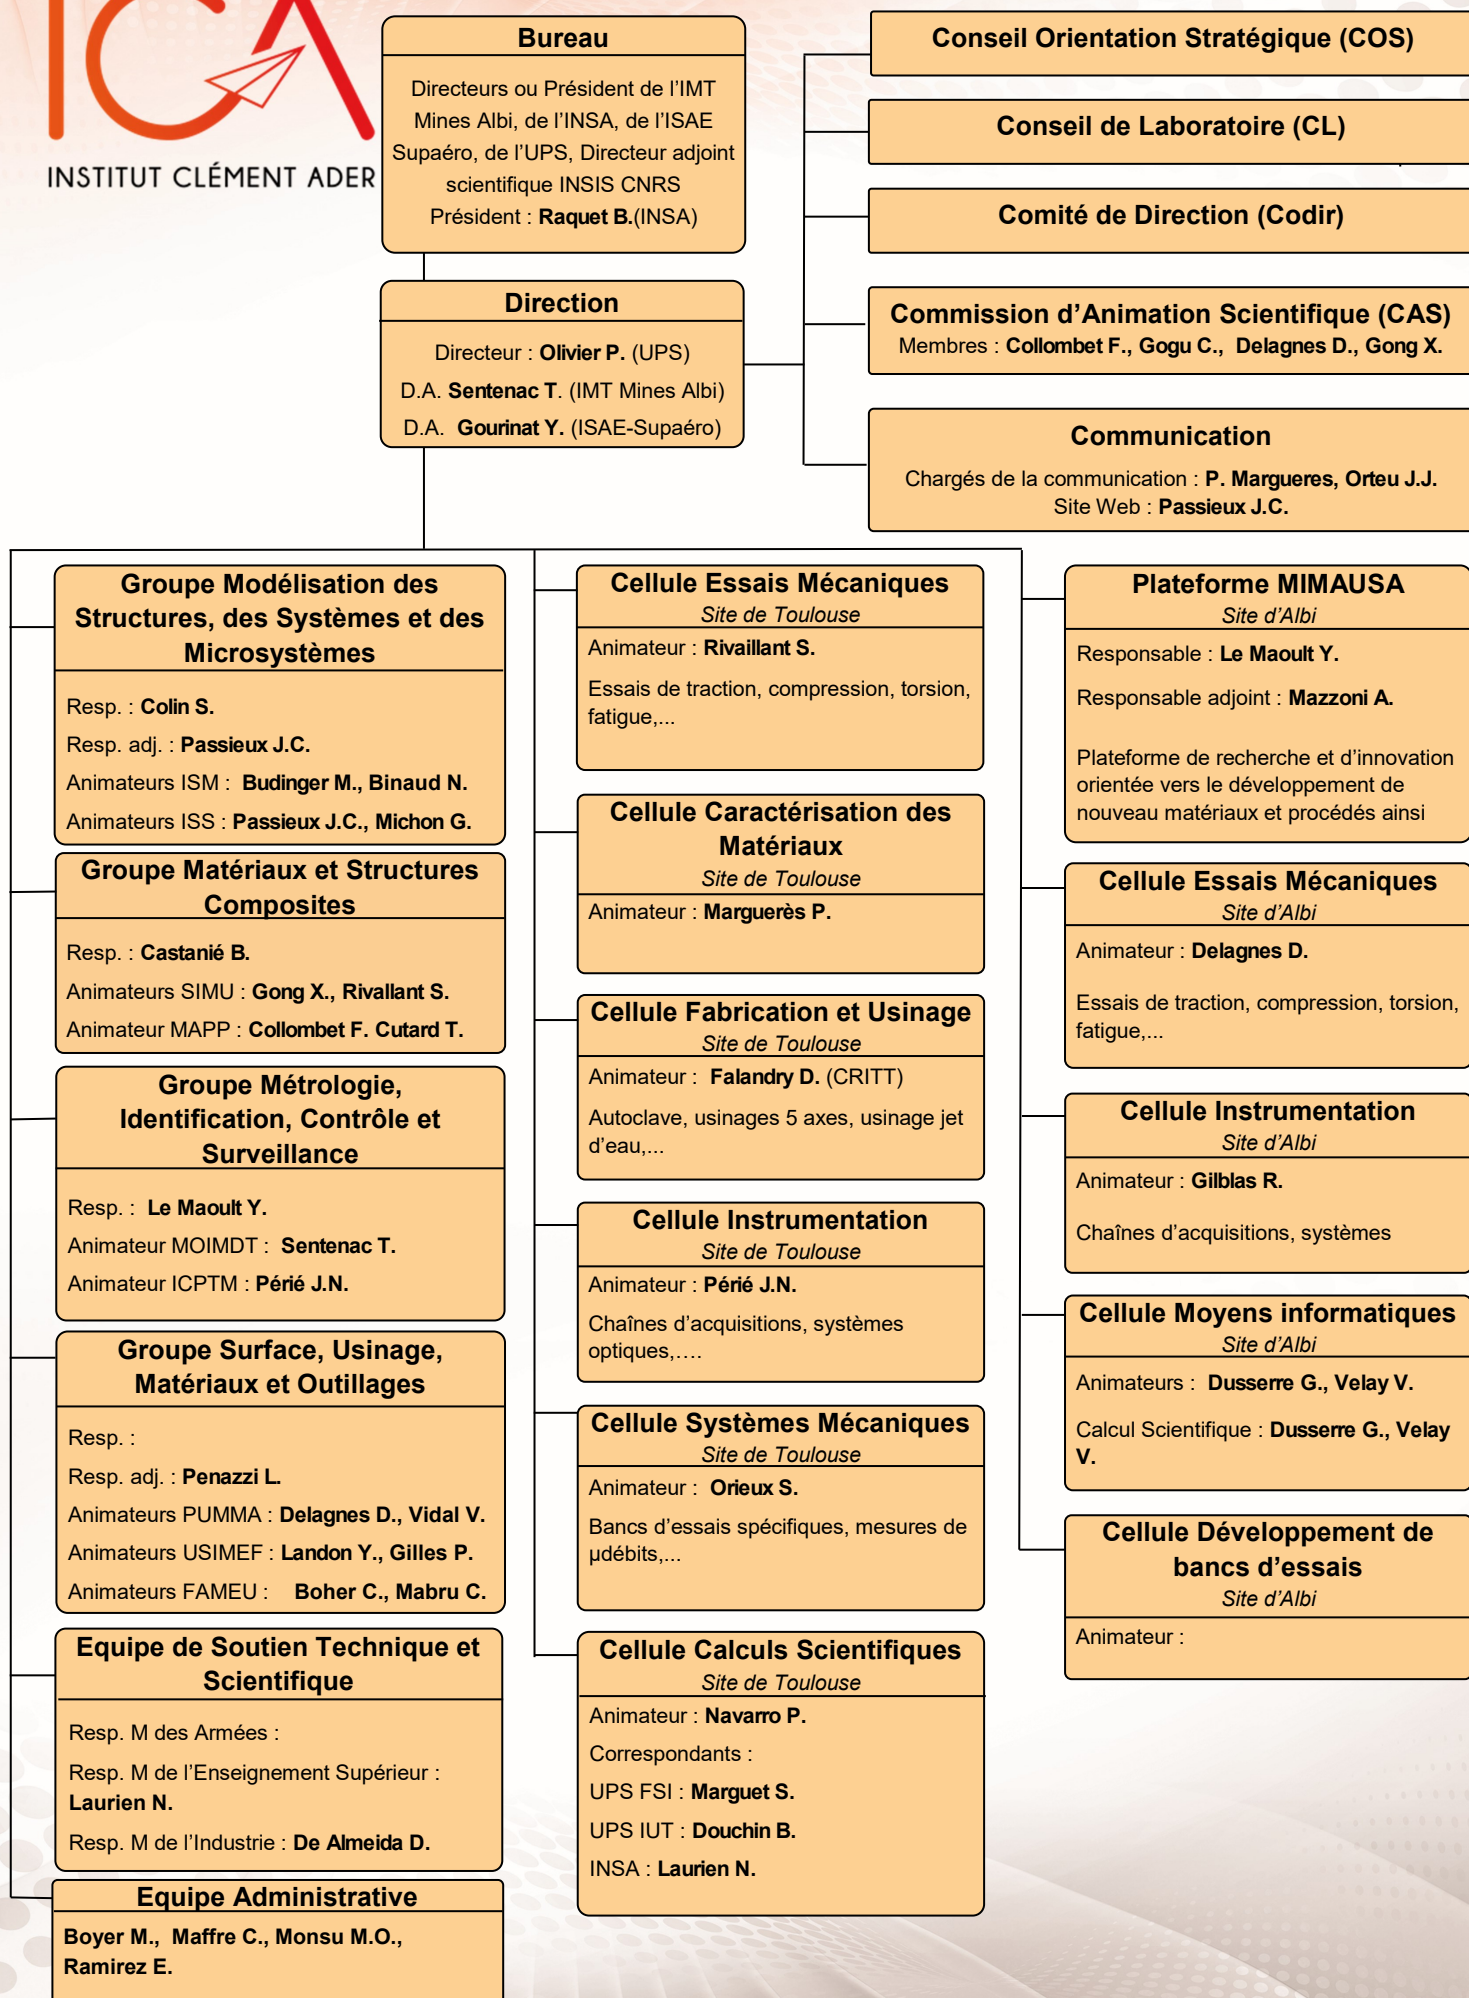 ICA
INSTITUT CLÉMENT ADER
Bureau
Directeurs ou Président de l’IMT
Mines Albi, de l’INSA, de l’ISAE
Supaéro, de l’UPS, Directeur adjoint
scientifique INSIS CNRS
Président : Raquet B.(INSA)
Direction
Directeur : Olivier P. (UPS)
D.A. Sentenac T. (IMT Mines Albi)
D.A. Gourinat Y. (ISAE-Supaéro)
Conseil Orientation Stratégique (COS)
Conseil de Laboratoire (CL)
Comité de Direction (Codir)
Commission d’Animation Scientifique (CAS)
Membres : Collombet F., Gogu C., Delagnes D., Gong X.
Communication
Chargés de la communication : P. Margueres, Orteu J.J.
Site Web : Passieux J.C.
Groupe Modélisation des
Structures, des Systèmes et des
Microsystèmes
Resp. : Colin S.
Resp. adj. : Passieux J.C.
Animateurs ISM : Budinger M., Binaud N.
Animateurs ISS : Passieux J.C., Michon G.
Groupe Matériaux et Structures
Composites
Resp. : Castanié B.
Animateurs SIMU : Gong X., Rivallant S.
Animateur MAPP : Collombet F. Cutard T.
Groupe Métrologie,
Identification, Contrôle et
Surveillance
Resp. : Le Maoult Y.
Animateur MOIMDT : Sentenac T.
Animateur ICPTM : Périé J.N.
Groupe Surface, Usinage,
Matériaux et Outillages
Resp. :
Resp. adj. : Penazzi L.
Animateurs PUMMA : Delagnes D., Vidal V.
Animateurs USIMEF : Landon Y., Gilles P.
Animateurs FAMEU : Boher C., Mabru C.
Equipe de Soutien Technique et
Scientifique
Resp. M des Armées :
Resp. M de l’Enseignement Supérieur :
Laurien N.
Resp. M de l’Industrie : De Almeida D.
Equipe Administrative
Boyer M., Maffre C., Monsu M.O.,
Ramirez E.
Cellule Essais Mécaniques
Site de Toulouse
Animateur : Rivaillant S.
Essais de traction, compression, torsion,
fatigue,...
Cellule Caractérisation des
Matériaux
Site de Toulouse
Animateur : Marguerès P.
Cellule Fabrication et Usinage
Site de Toulouse
Animateur : Falandry D. (CRITT)
Autoclave, usinages 5 axes, usinage jet
d’eau,...
Cellule Instrumentation
Site de Toulouse
Animateur : Périé J.N.
Chaînes d’acquisitions, systèmes
optiques,….
Cellule Systèmes Mécaniques
Site de Toulouse
Animateur : Orieux S.
Bancs d’essais spécifiques, mesures de
µdébits,...
Cellule Calculs Scientifiques
Site de Toulouse
Animateur : Navarro P.
Correspondants :
UPS FSI : Marguet S.
UPS IUT : Douchin B.
INSA : Laurien N.
Plateforme MIMAUSA
Site d’Albi
Responsable : Le Maoult Y.
Responsable adjoint : Mazzoni A.
Plateforme de recherche et d’innovation
orientée vers le développement de
nouveau matériaux et procédés ainsi
Cellule Essais Mécaniques
Site d’Albi
Animateur : Delagnes D.
Essais de traction, compression, torsion,
fatigue,...
Cellule Instrumentation
Site d’Albi
Animateur : Gilblas R.
Chaînes d’acquisitions, systèmes
Cellule Moyens informatiques
Site d’Albi
Animateurs : Dusserre G., Velay V.
Calcul Scientifique : Dusserre G., Velay
V.
Cellule Développement de
bancs d’essais
Site d’Albi
Animateur :